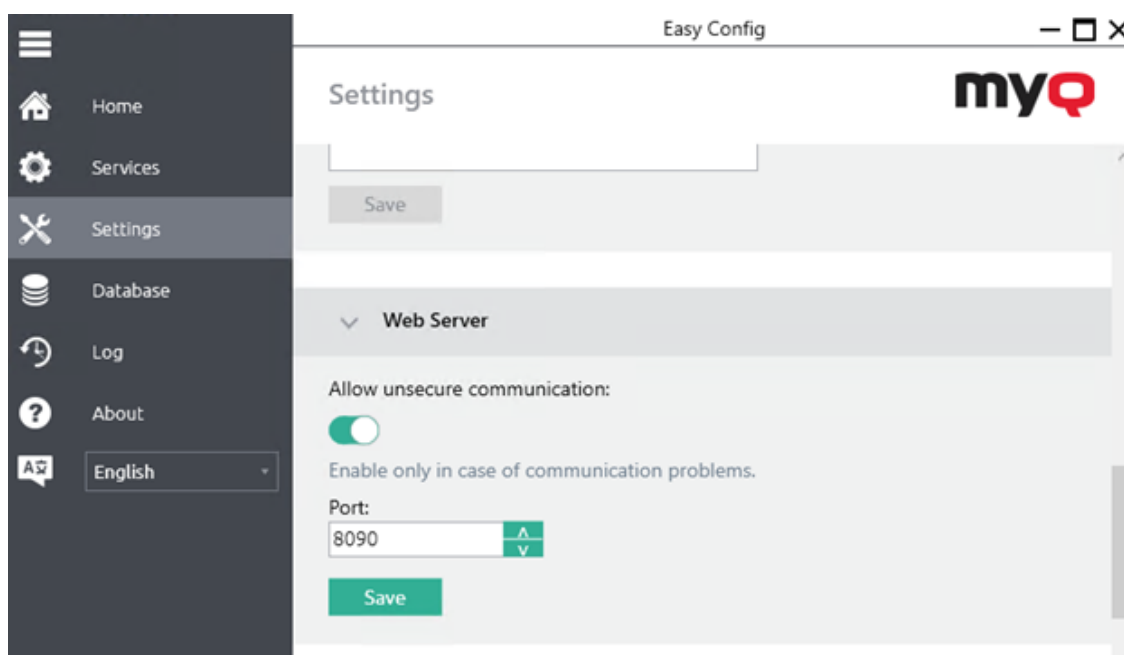 Easy Config
Home
Services
Settings
Database
Log
About
A
English
Settings
myQ
Save
Web Server
Allow unsecure communication:
Enable only in case of communication problems.
Port:
8090
Save